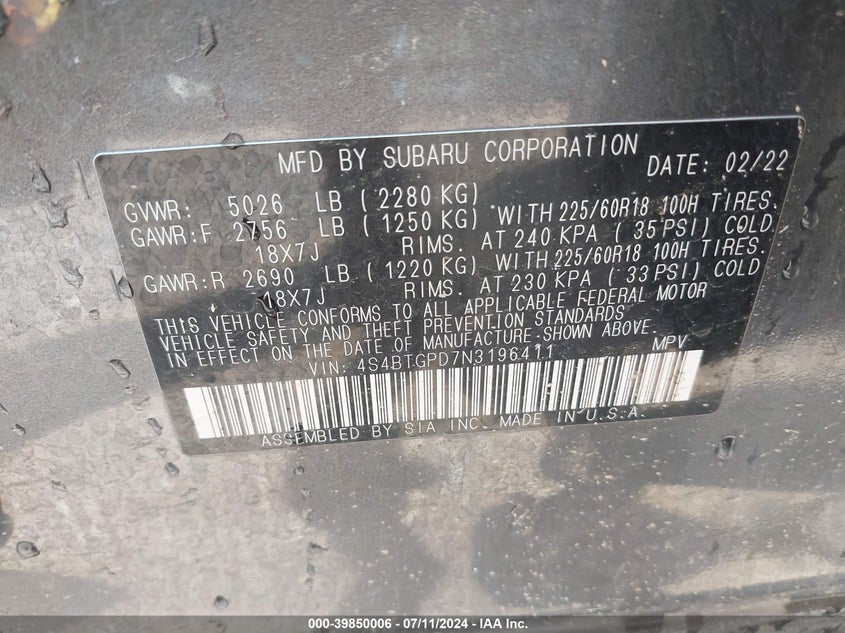 MFD BY SUBARU CORPORATION DATE: 02/22
GVWR: 5026 LB ( 2280 KG)
GAWR:F 2756 LB ( 1250 KG) WITH 225/60R18 100H TIRES.
18X7J RIMS. AT 240 KPA ( 35 PSI) COLD.
GAWR:R 2690 LB ( 1220 KG) WITH 225/60R18 100H TIRES.
18X7J RIMS. AT 230 KPA ( 33 PSI) COLD.
THIS VEHICLE CONFORMS TO ALL APPLICABLE FEDERAL MOTOR
VEHICLE SAFETY AND THEFT PREVENTION STANDARDS
IN EFFECT ON THE DATE OF MANUFACTURE SHOWN ABOVE.
VIN: 4S4BTGPD7N3196411 MPV
ASSEMBLED BY SIA INC. MADE IN U.S.A.
000-39850006 - 07/11/2024 - IAA Inc.